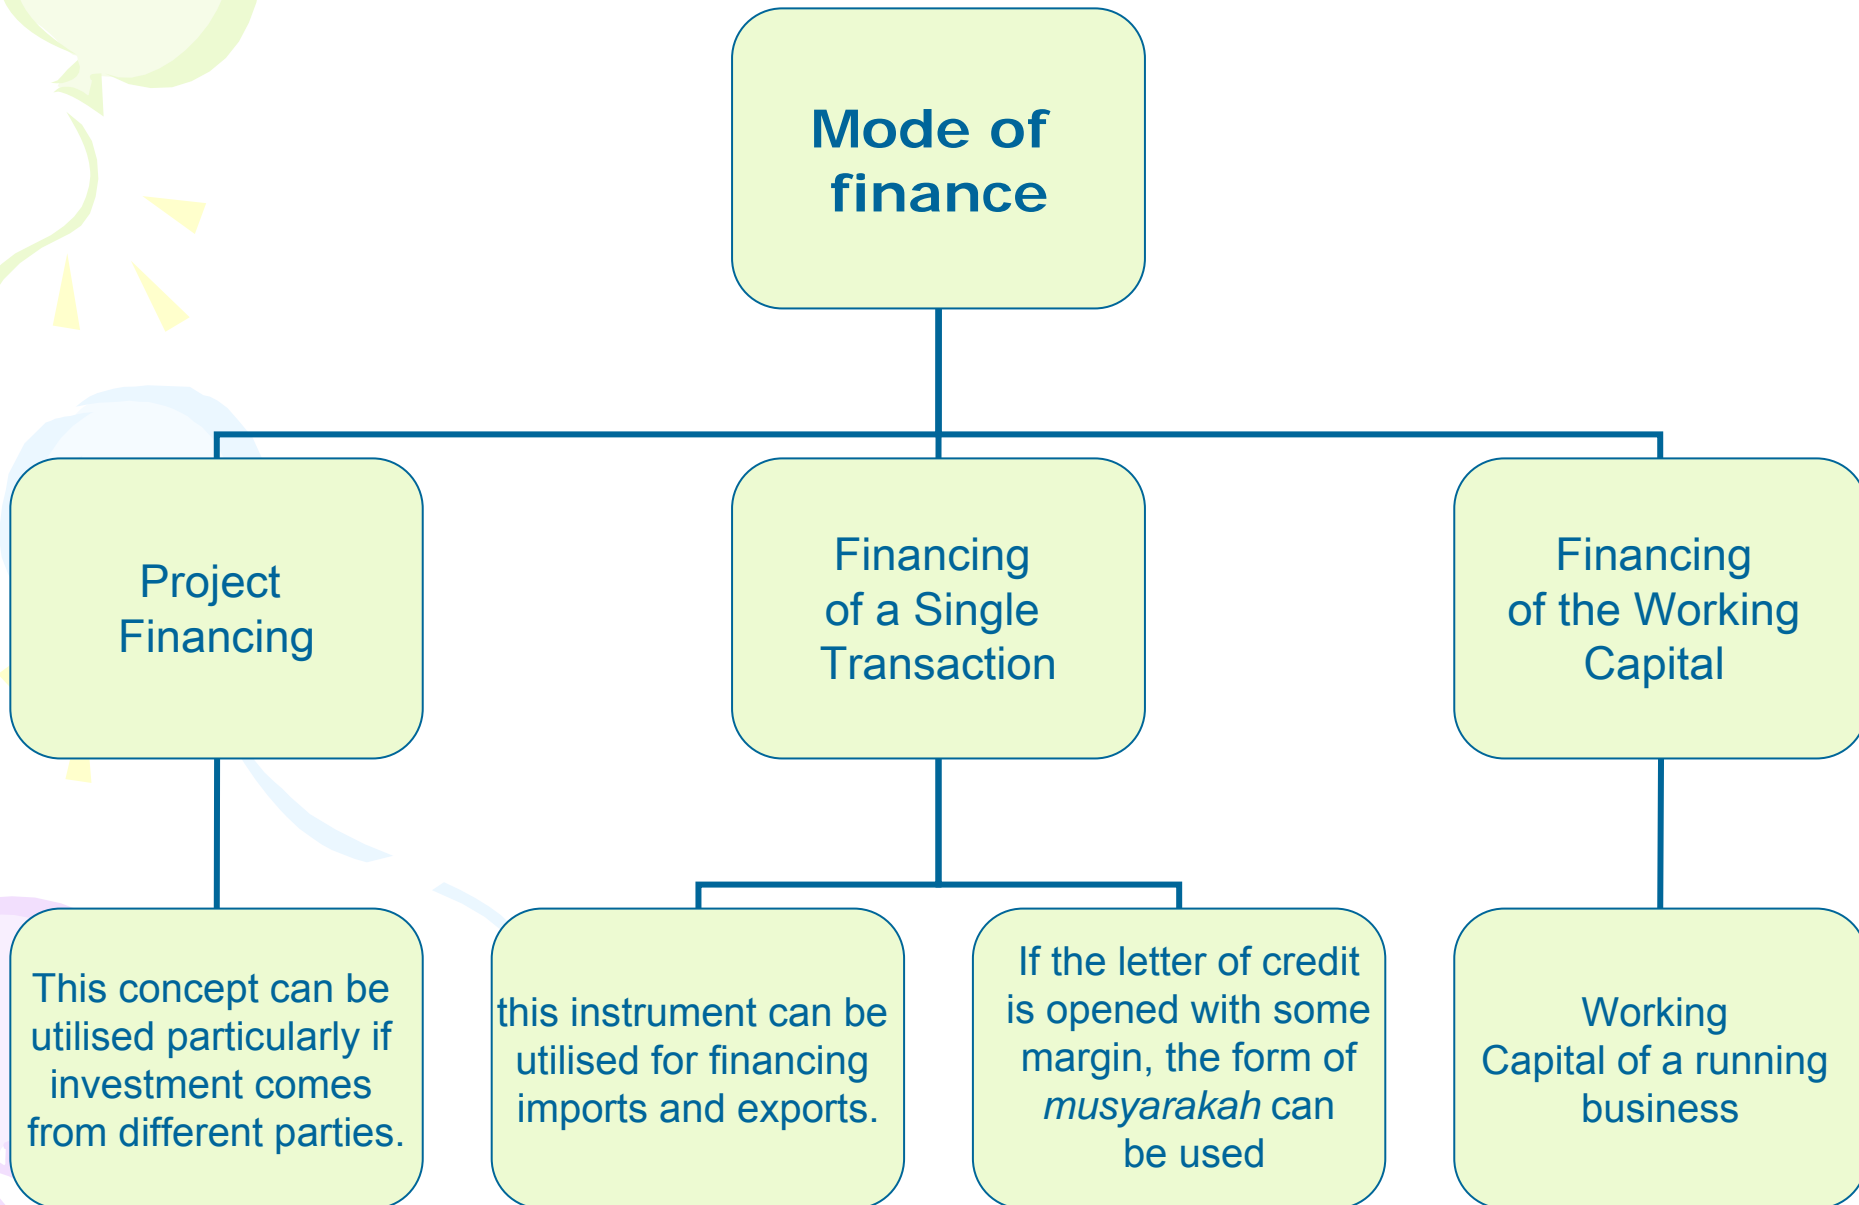 Mode of
finance
Project
Financing
Financing
of a Single
Transaction
Financing
of the Working
Capital
This concept can be
utilised particularly if
investment comes
from different parties.
this instrument can be
utilised for financing
imports and exports.
If the letter of credit
is opened with some
margin, the form of
musyarakah can
be used
Working
Capital of a running
business